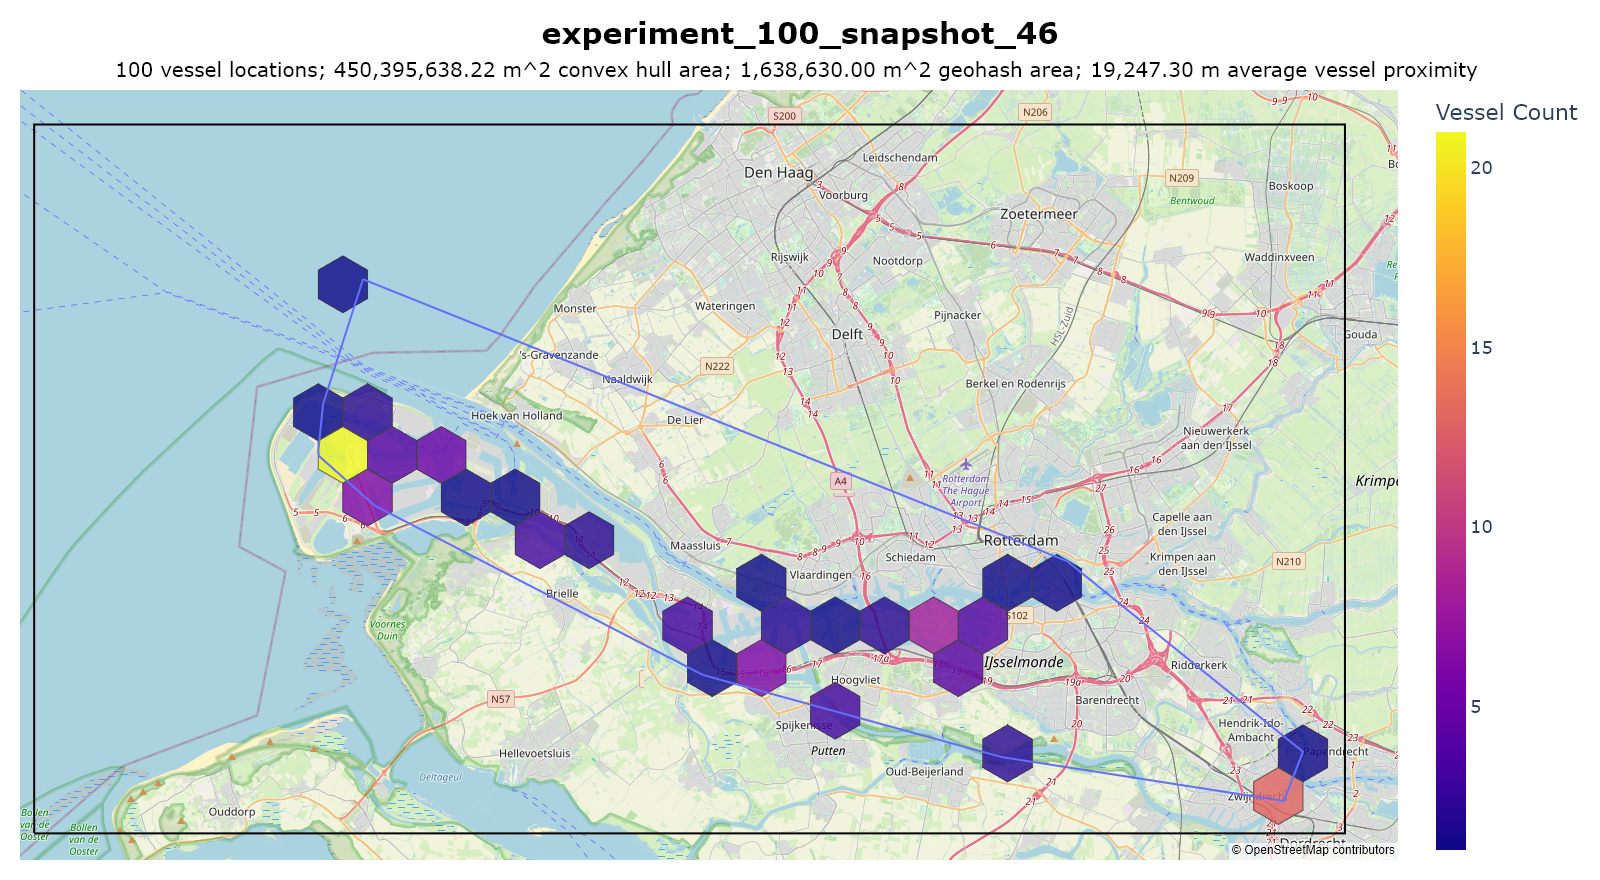 experiment_100_snapshot_46
100 vessel locations; 450,395,638.22 m^2 convex hull area; 1,638,630.00 m^2 geohash area; 19,247.30 m average vessel proximity
Vessel Count
20
15
10
5
S200
N206
Leidschendam
Den Haag
Voorburg
N209
Boskoop
Bentwoud
Zoetermeer
Rijswijk
Nootdorp
Waddinxveen
Monster
Wateringen
Pijnacker
HSL-Zuid
Delft
Gouda
's-Gravenzande
N222
Naaldwijk
Berkel en Rodenrijs
Hoek van Holland
De Lier
Nieuwerkerk
aan den IJssel
A4
Rotterdam
The Hague
Airport
Krimpe
Capelle aan
den IJssel
Rotterdam
Maassluis
Schiedam
Krimpen aan
den IJssel
N210
Vlaardingen
Brielle
S102
Voornes
Duin
IJsselmonde
Ridderkerk
Hoogvliet
N57
Barendrecht
Spijkenisse
Hendrik-Ido-
Ambacht
Putten
Papendrecht
Hellevoetsluis
Oud-Beijerland
Deltageul
Zwijndrecht
Ouddorp
Bollen
van de
Ooster
Bollen
van de
Ooster
Dordrecht
© OpenStreetMap contributors